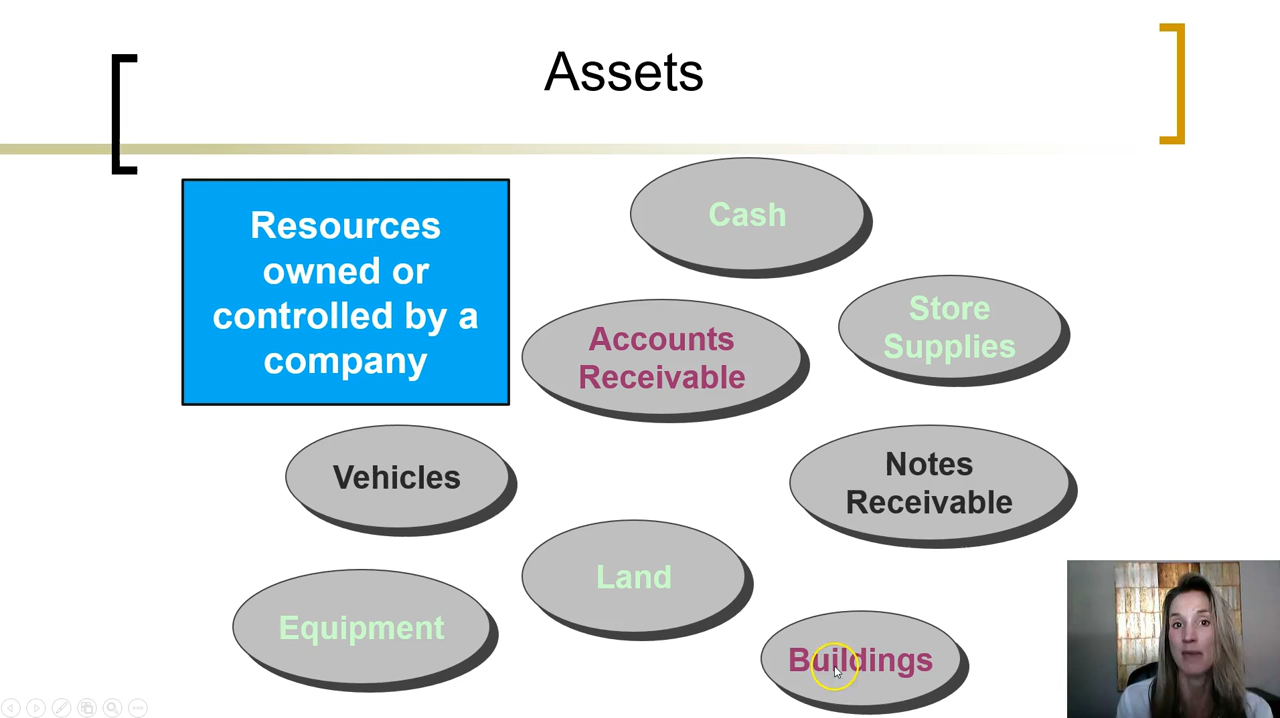 Assets
Resources
owned or
controlled by a
company
Cash
Store
Supplies
Accounts
Receivable
Vehicles
Notes
Receivable
Land
Equipment
Buildings